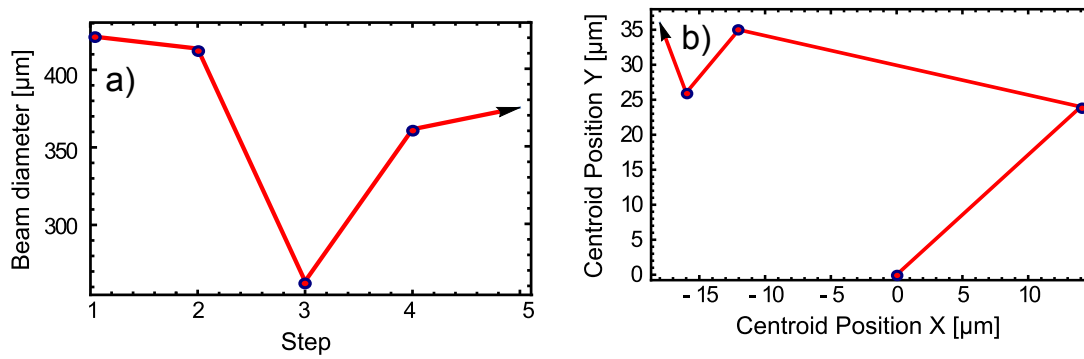 a)
Beam diameter [µm]
400
350
300
1 2 3 4 5
Step
b)
Centroid Position Y [µm]
35
30
25
20
15
10
5
0
-15 -10 -5 0 5 10
Centroid Position X [µm]